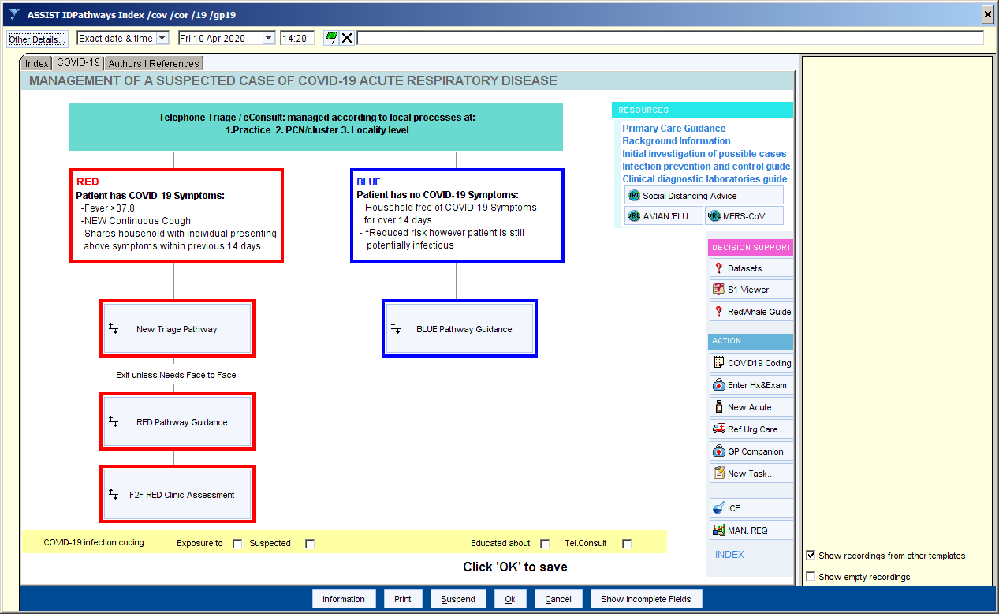 ASSIST IDPathways Index /cov /cor /19 /gp19
Other Details...
Exact date & time
Fri 10 Apr 2020
14:20
Index
COVID-19
Authors I References
MANAGEMENT OF A SUSPECTED CASE OF COVID-19 ACUTE RESPIRATORY DISEASE
Telephone Triage / eConsult: managed according to local processes at:
1.Practice 2. PCN/cluster 3. Locality level
RED
Patient has COVID-19 Symptoms:
-Fever >37.8
-NEW Continuous Cough
-Shares household with individual presenting
above symptoms within previous 14 days
BLUE
Patient has no COVID-19 Symptoms:
- Household free of COVID-19 Symptoms
for over 14 days
- *Reduced risk however patient is still
potentially infectious
New Triage Pathway
BLUE Pathway Guidance
Exit unless Needs Face to Face
RED Pathway Guidance
F2F RED Clinic Assessment
RESOURCES
Primary Care Guidance
Background Information
Initial investigation of possible cases
Infection prevention and control guide
Clinical diagnostic laboratories guide
URL Social Distancing Advice
URL AVIAN 'FLU
URL MERS-CoV
DECISION SUPPORT
Datasets
S1 Viewer
RedWhale Guide
ACTION
COVID19 Coding
Enter Hx&Exam
New Acute
Ref.Urg.Care
GP Companion
New Task...
ICE
MAN. REQ
INDEX
COVID-19 infection coding :
Exposure to
Suspected
Educated about
Tel.Consult
Click 'OK' to save
Show recordings from other templates
Show empty recordings
Information
Print
Suspend
Ok
Cancel
Show Incomplete Fields